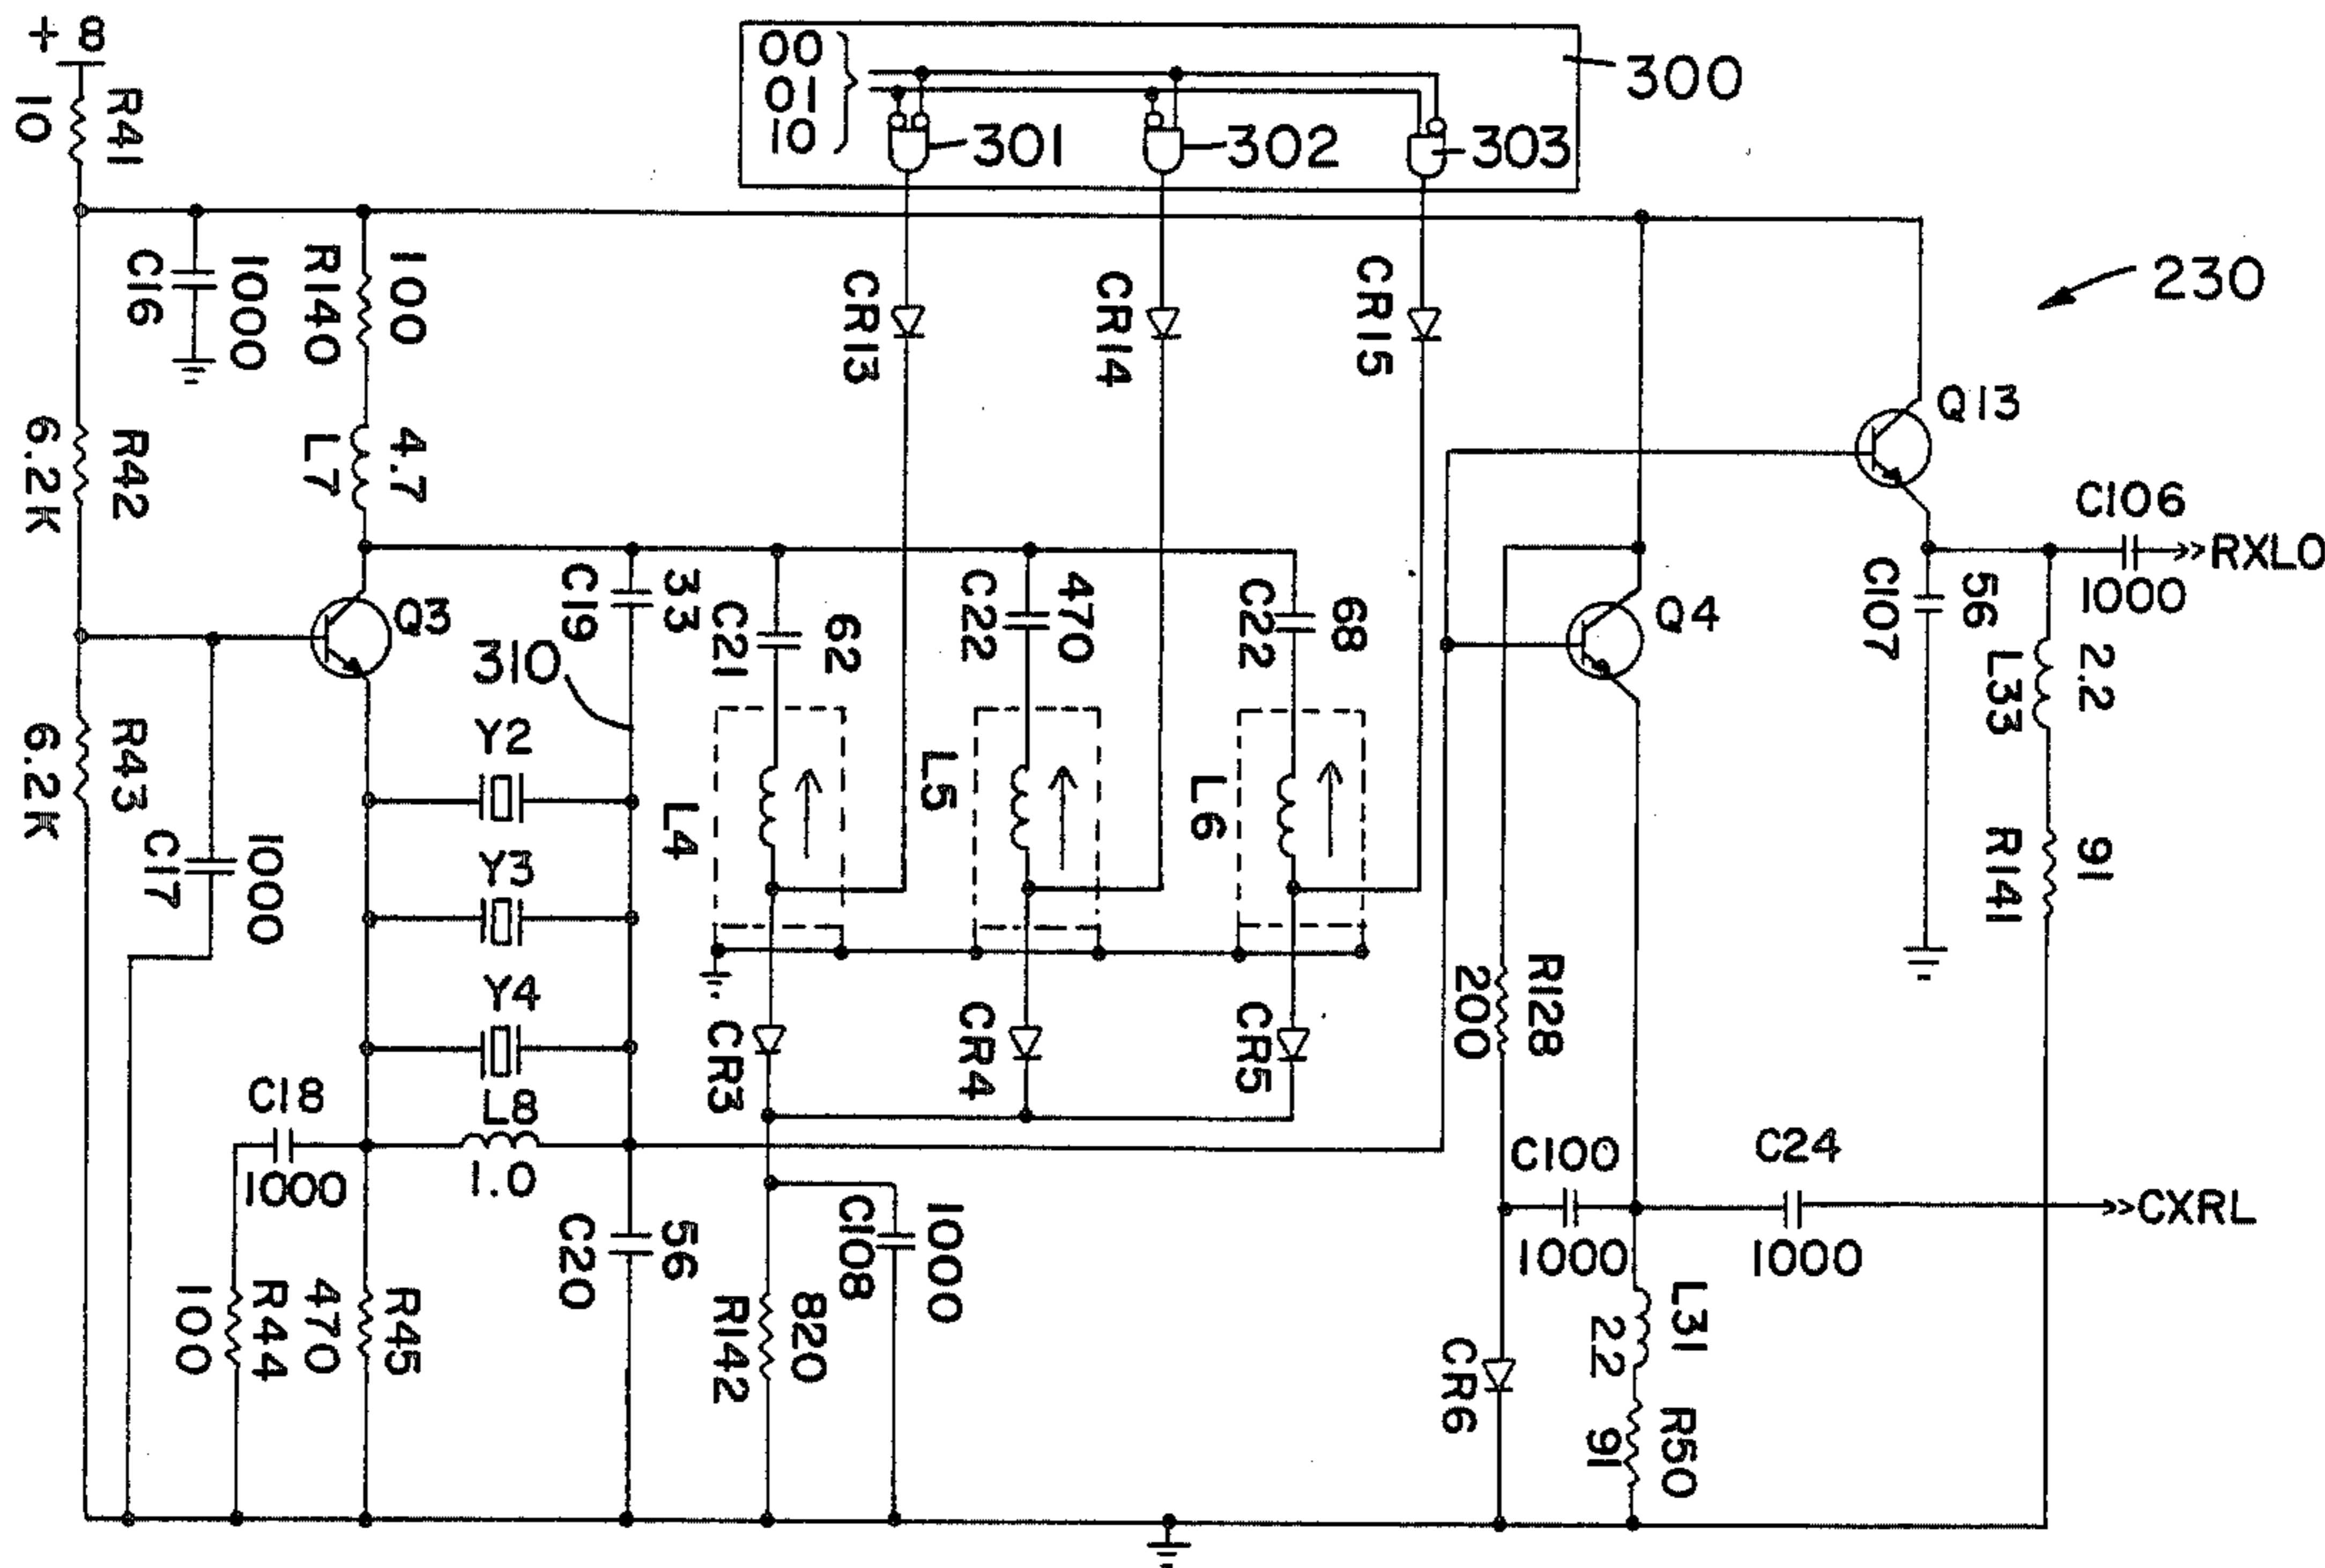 + 8
R41
10
00
01
10
300
301
302
303
230
C16
1000
R140
100
CR13
CR14
CR15
Q13
R42
6.2K
L7
4.7
C106
1000
RXLO
Q3
C19
33
C21
62
C22
470
C22
68
Q4
C107
56
L33
2.2
310
R43
6.2K
Y2
L4
L5
L6
R141
91
C17
1000
Y3
Y4
CR3
CR4
CR5
R128
200
C18
1000
L8
1.0
C100
1000
C24
1000
CXRL
C20
56
C108
1000
R44
100
R45
470
R142
820
CR6
L31
22
R50
91